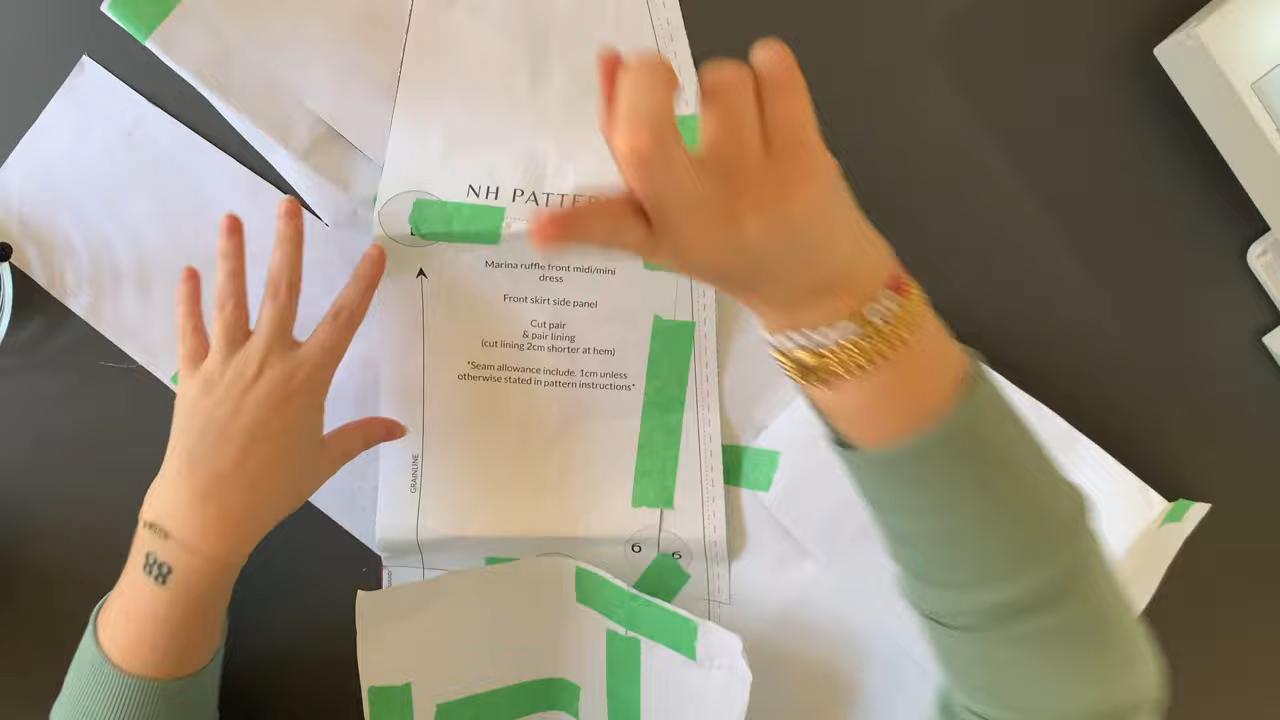 NH PATTER
Marina ruffle front midi/mini
dress
Front skirt side panel
Cut pair
& pair lining
(cut lining 2cm shorter at hem)
*Seam allowance include. 1cm unless
otherwise stated in pattern instructions*
GRAINLINE
6 6
88